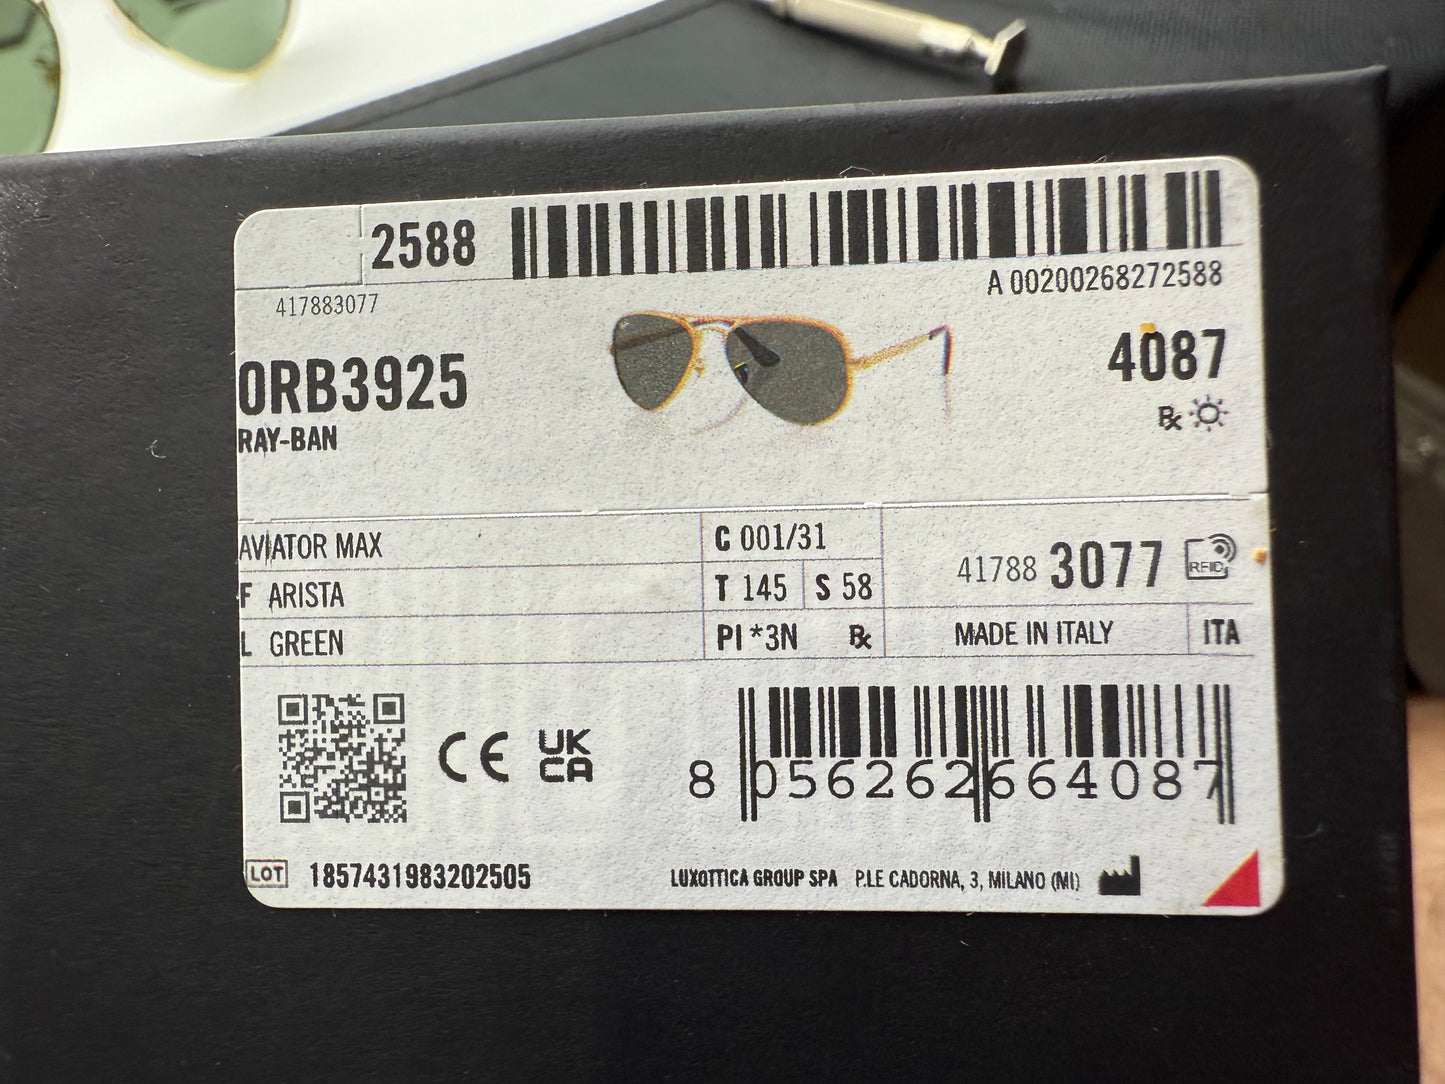 2588
A 00200268272588
417883077
0RB3925
4087
RAY-BAN
Rx
AVIATOR MAX
C 001/31
41788 3077
RFID
F ARISTA
T 145
S 58
L GREEN
PI *3N
Rx
MADE IN ITALY
ITA
CE
UK
CA
8 056262 664087
LOT
1857431983202505
LUXOTTICA GROUP SPA P.LE CADORNA, 3, MILANO (MI)